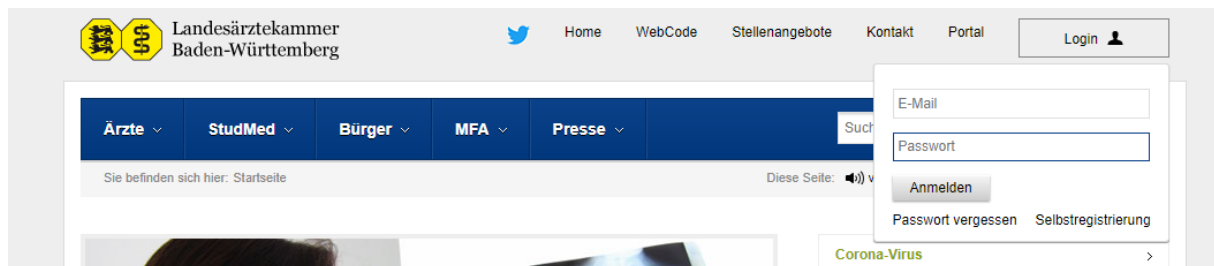 Landesärztekammer
Baden-Württemberg
Home WebCode Stellenangebote Kontakt Portal Login
E-Mail
Ärzte StudMed Bürger MFA Presse Such
Passwort
Sie befinden sich hier: Startseite Diese Seite: v
Anmelden
Passwort vergessen Selbstregistrierung
Corona-Virus